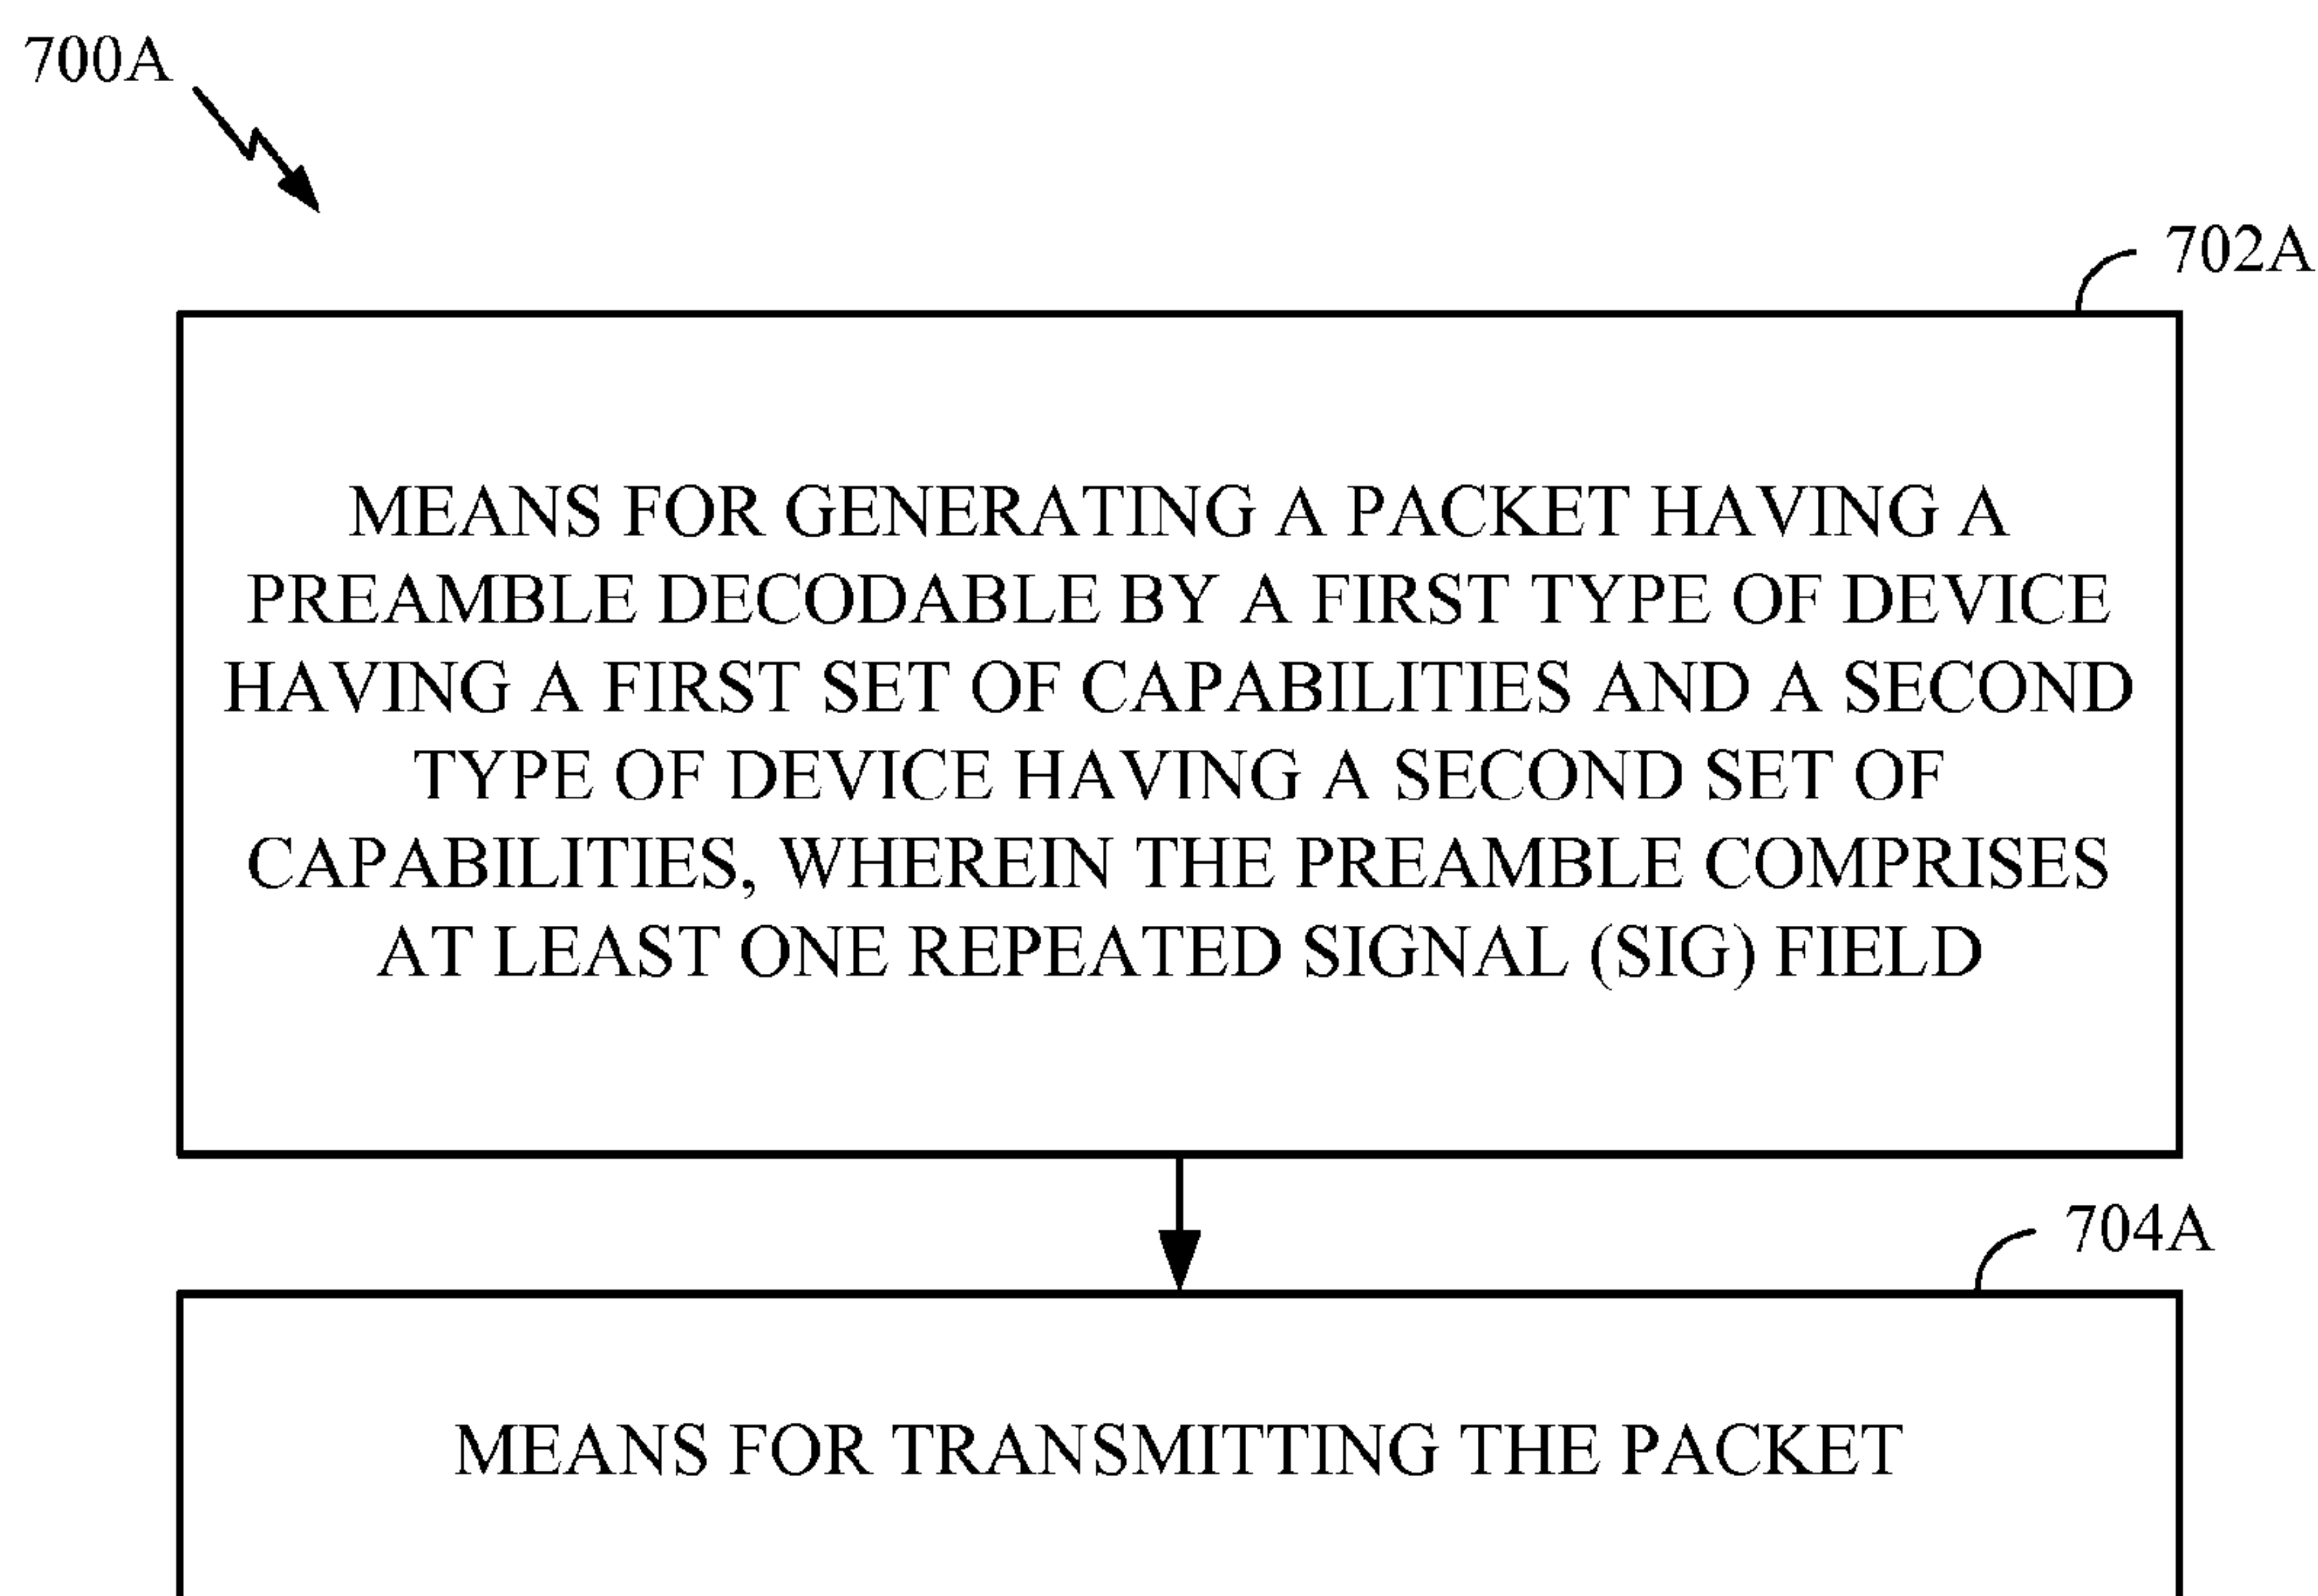 700A
702A
MEANS FOR GENERATING A PACKET HAVING A
PREAMBLE DECODABLE BY A FIRST TYPE OF DEVICE
HAVING A FIRST SET OF CAPABILITIES AND A SECOND
TYPE OF DEVICE HAVING A SECOND SET OF
CAPABILITIES, WHEREIN THE PREAMBLE COMPRISES
AT LEAST ONE REPEATED SIGNAL (SIG) FIELD
704A
MEANS FOR TRANSMITTING THE PACKET